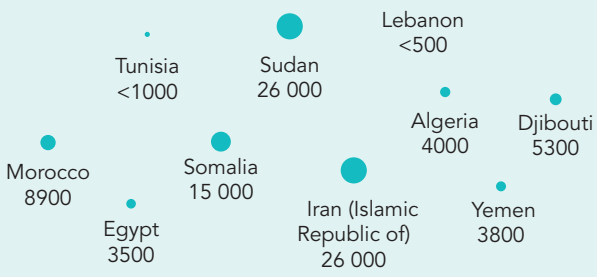 Lebanon
<500
Tunisia
<1000
Sudan
26 000
Algeria
4000
Djibouti
5300
Morocco
8900
Somalia
15 000
Iran (Islamic
Republic of)
26 000
Yemen
3800
Egypt
3500